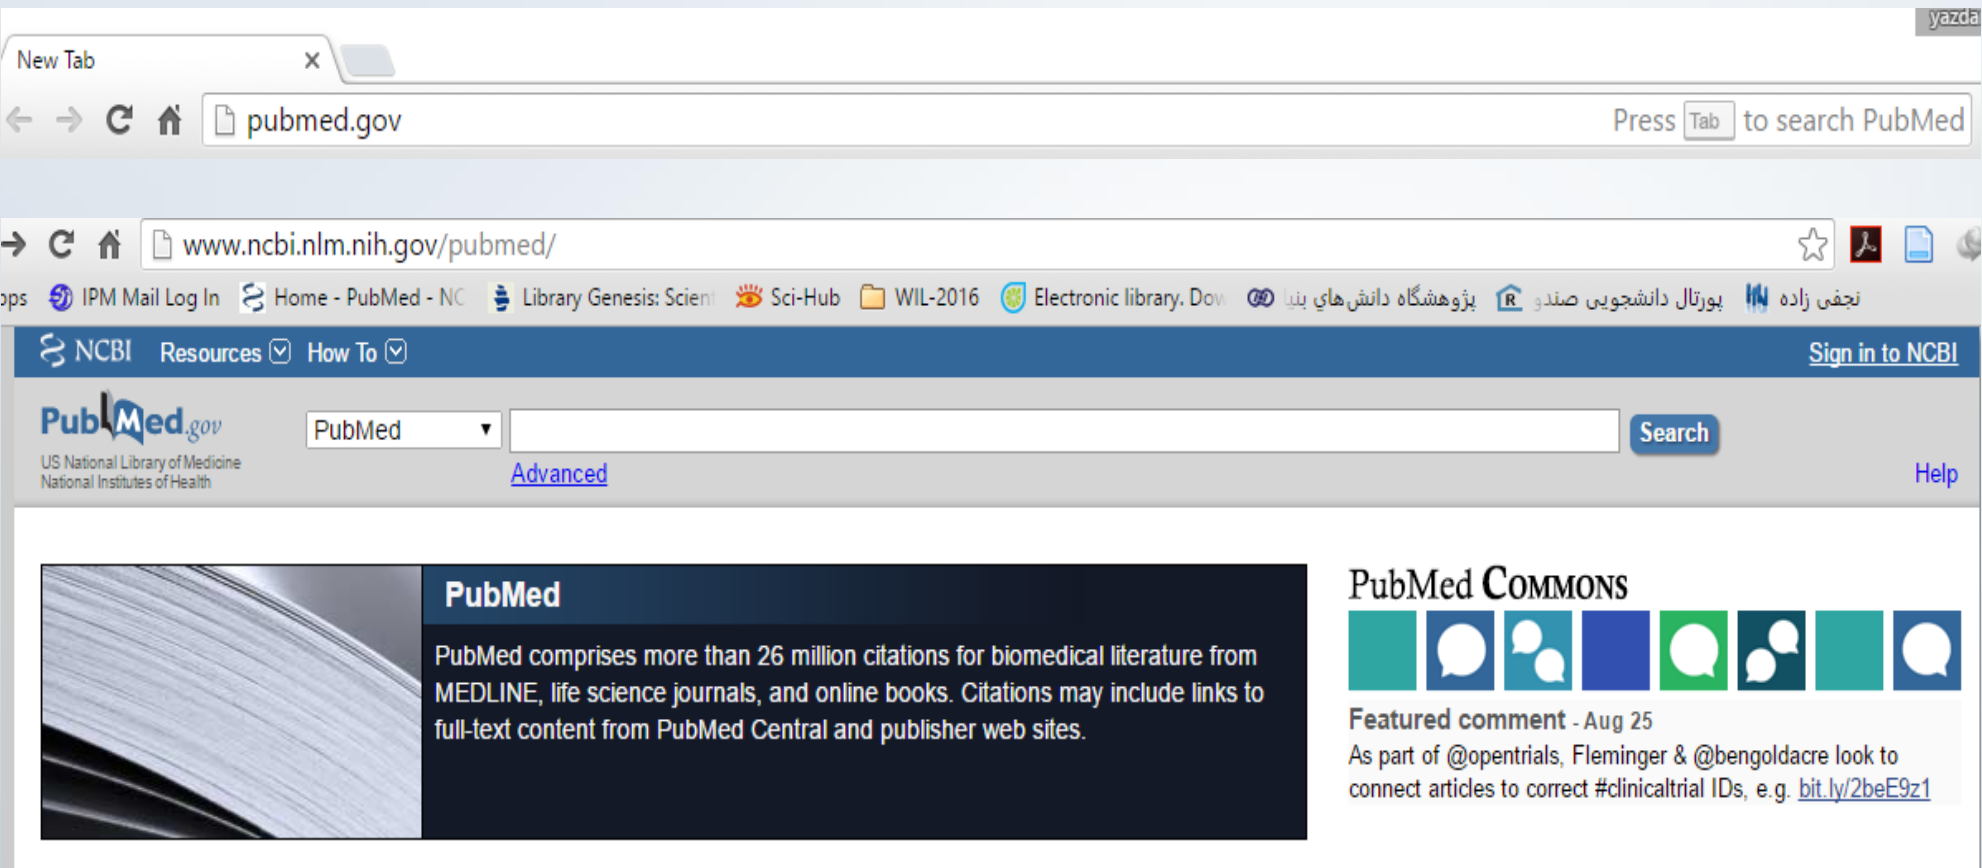 yazda
New Tab
pubmed.gov Press Tab to search PubMed
www.ncbi.nlm.nih.gov/pubmed/
IPM Mail Log In Home - PubMed - NC Library Genesis: Scient Sci-Hub WIL-2016 Electronic library. Dow پژوهشگاه دانش‌های بنیا پورتال دانشجویی صندو نجفی زاده
NCBI Resources How To Sign in to NCBI
PubMed.gov
US National Library of Medicine
National Institutes of Health
PubMed Search
Advanced Help
PubMed
PubMed comprises more than 26 million citations for biomedical literature from
MEDLINE, life science journals, and online books. Citations may include links to
full-text content from PubMed Central and publisher web sites.
PubMed COMMONS
Featured comment - Aug 25
As part of @opentrials, Fleminger & @bengoldacre look to
connect articles to correct #clinicaltrial IDs, e.g. bit.ly/2beE9z1